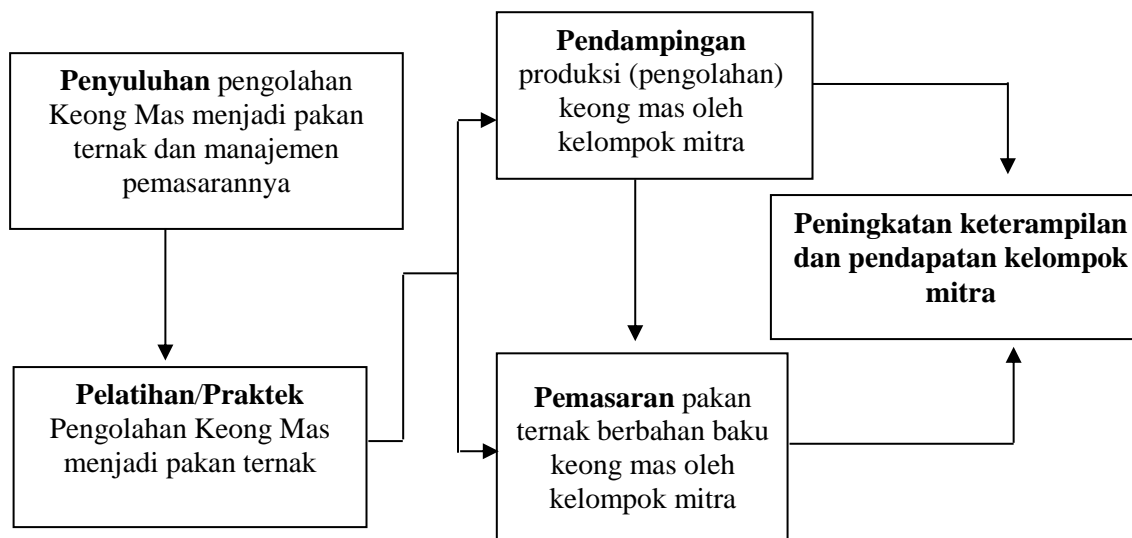 Penyuluhan pengolahan
Keong Mas menjadi pakan
ternak dan manajemen
pemasarannya
Pelatihan/Praktek
Pengolahan Keong Mas
menjadi pakan ternak
Pendampingan
produksi (pengolahan)
keong mas oleh
kelompok mitra
Pemasaran pakan
ternak berbahan baku
keong mas oleh
kelompok mitra
Peningkatan keterampilan
dan pendapatan kelompok
mitra